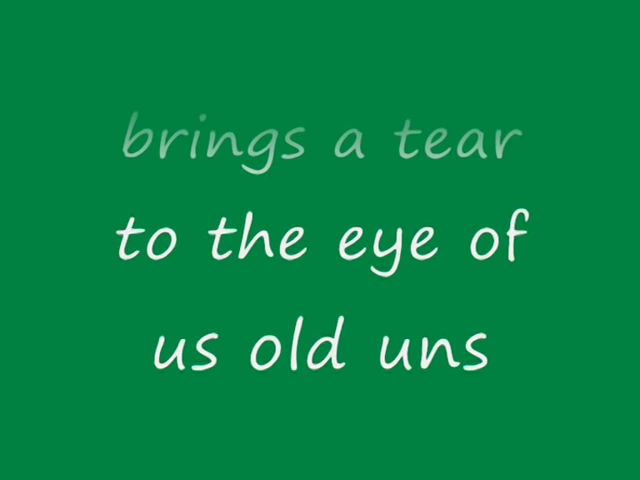 brings a tear
to the eye of
us old uns